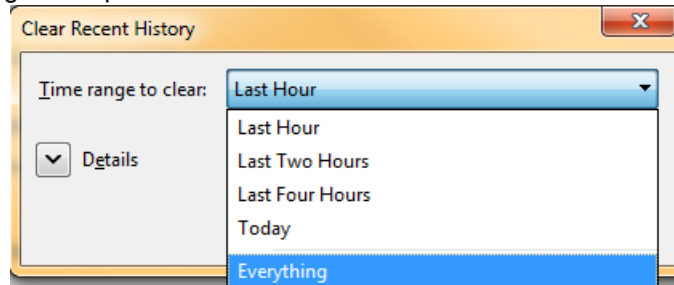 Clear Recent History
Time range to clear: Last Hour
Last Hour
Last Two Hours
Details
Last Four Hours
Today
Everything